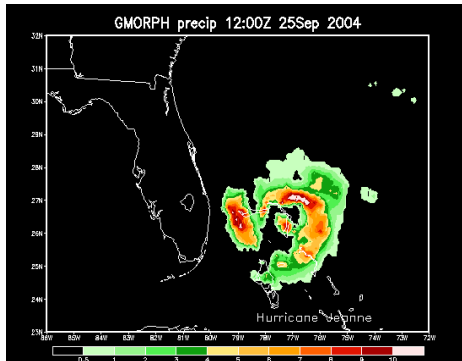 GMORPH precip 12:00Z 25Sep 2004
32N
31N
30N
29N
28N
27N
26N
25N
24N
23N
Hurricane Jeanne
86W 85W 84W 83W 82W 81W 80W 79W 78W 77W 76W 75W 74W 73W 72W
0.5 1 2 3 4 5 6 7 8 9 10